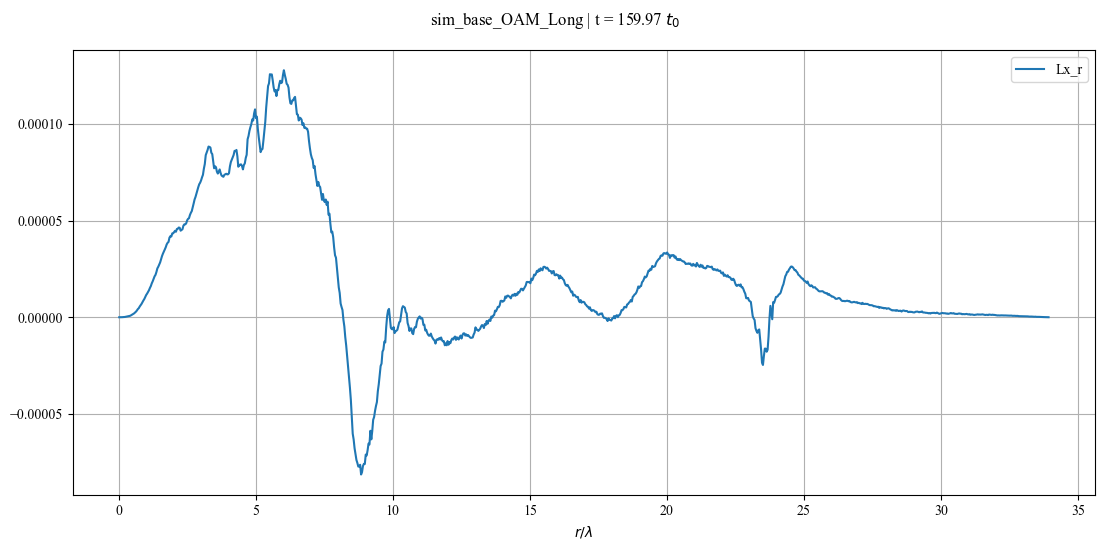 sim_base_OAM_Long | t = 159.97 t₀
Lx_r
0.00010
0.00005
0.00000
−0.00005
0 5 10 15 20 25 30 35
r/λ